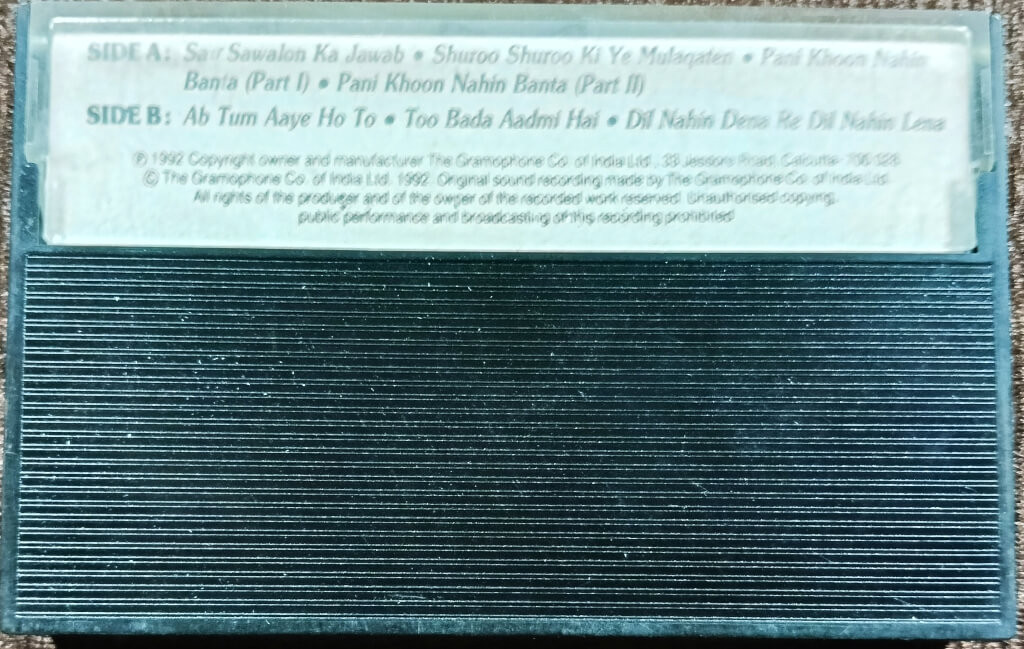 SIDE A: Sau Sawalon Ka Jawab • Shuroo Shuroo Ki Ye Mulaqaten • Pani Khoon Nahin
Banta (Part I) • Pani Khoon Nahin Banta (Part II)
SIDE B: Ab Tum Aaye Ho To • Too Bada Aadmi Hai • Dil Nahin Dena Re Dil Nahin Lena
℗ 1992 Copyright owner and manufacturer The Gramophone Co. of India Ltd., 33 Jessore Road, Calcutta-
© The Gramophone Co. of India Ltd. 1992. Original sound recording made by The Gramophone Co. of India Ltd.
All rights of the producer and of the owner of the recorded work reserved. Unauthorised copying,
public performance and broadcasting of this recording prohibited